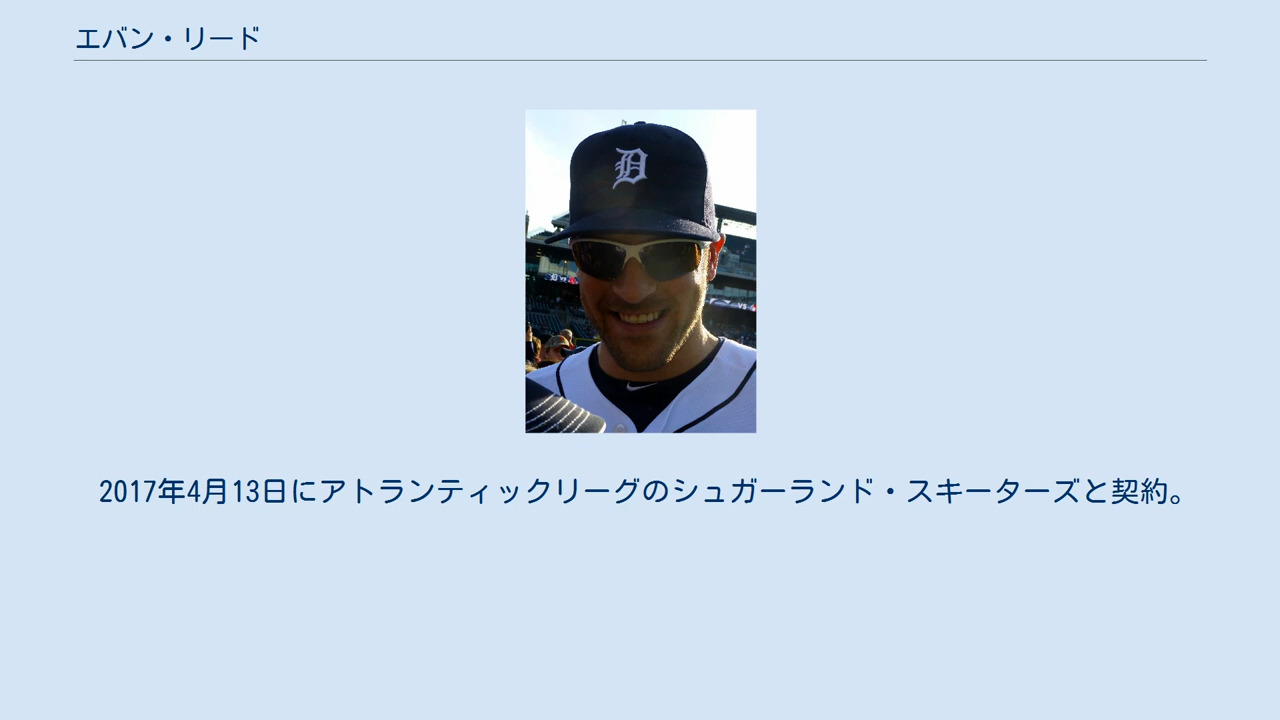 エバン・リード
D
2017年4月13日にアトランティックリーグのシュガーランド・スキーターズと契約。